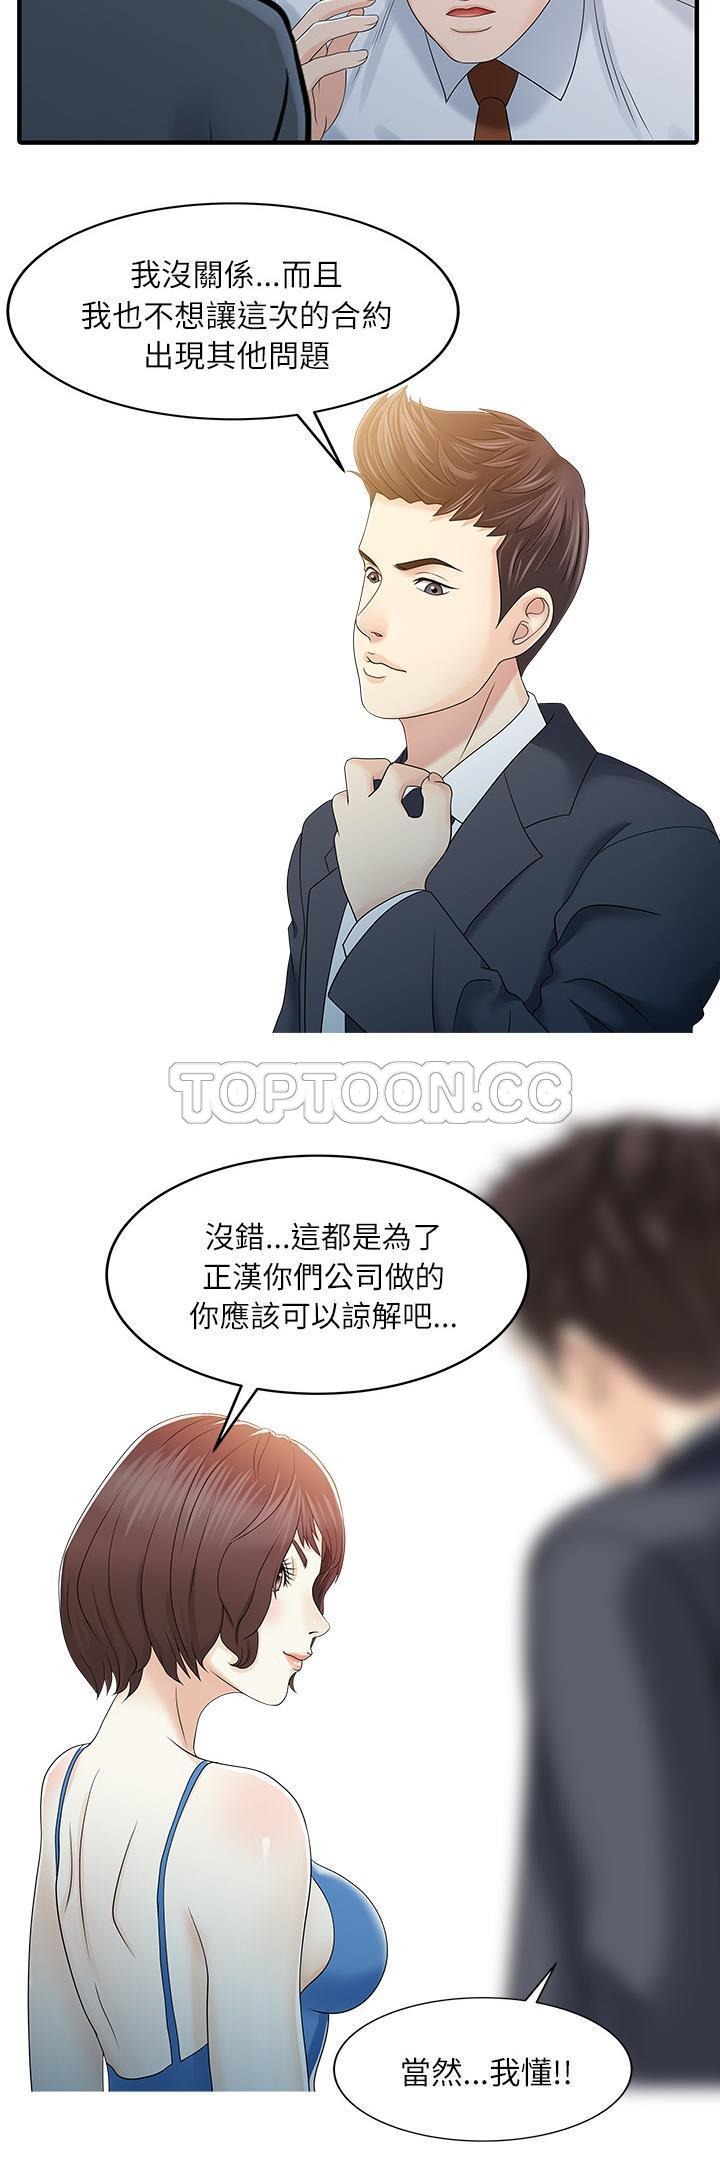 我沒關係...而且
我也不想讓這次的合約
出現其他問題
TOPTOON.CC
沒錯...這都是為了
正漢你們公司做的
你應該可以諒解吧...
當然...我懂!!